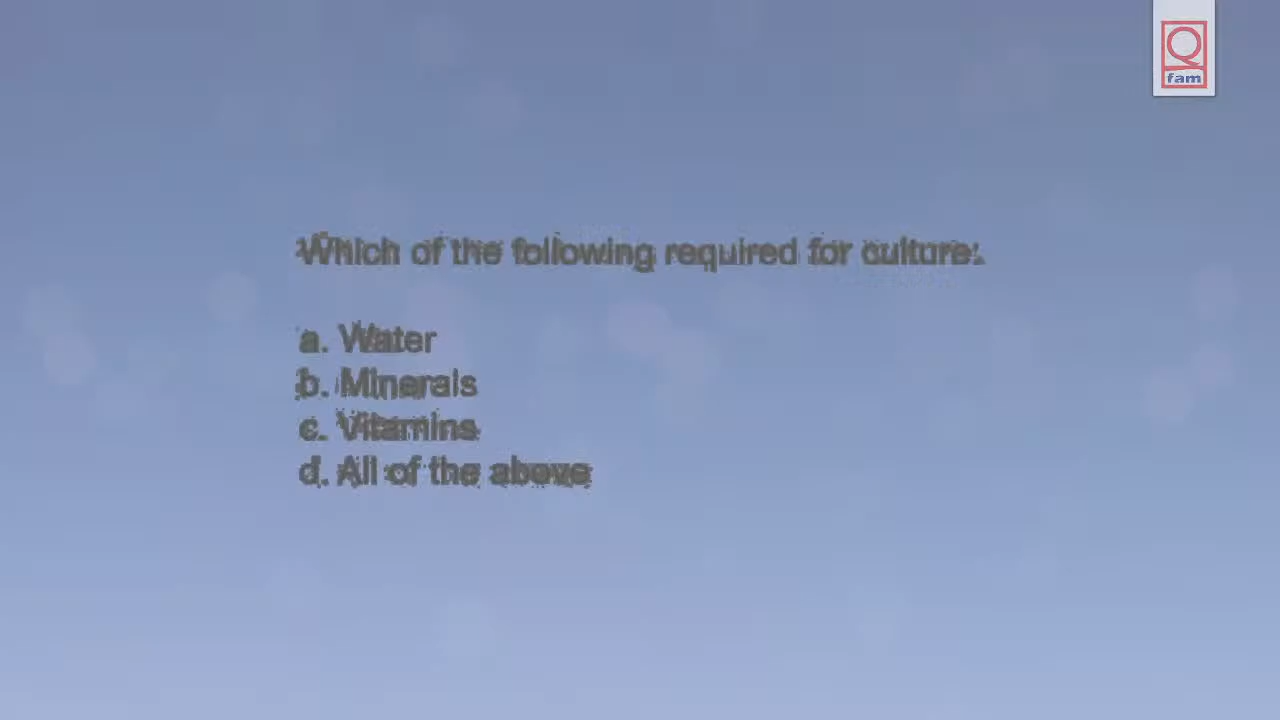 Q
fam
Which of the following required for culture:
a. Water
b. Minerals
c. Vitamins
d. All of the above